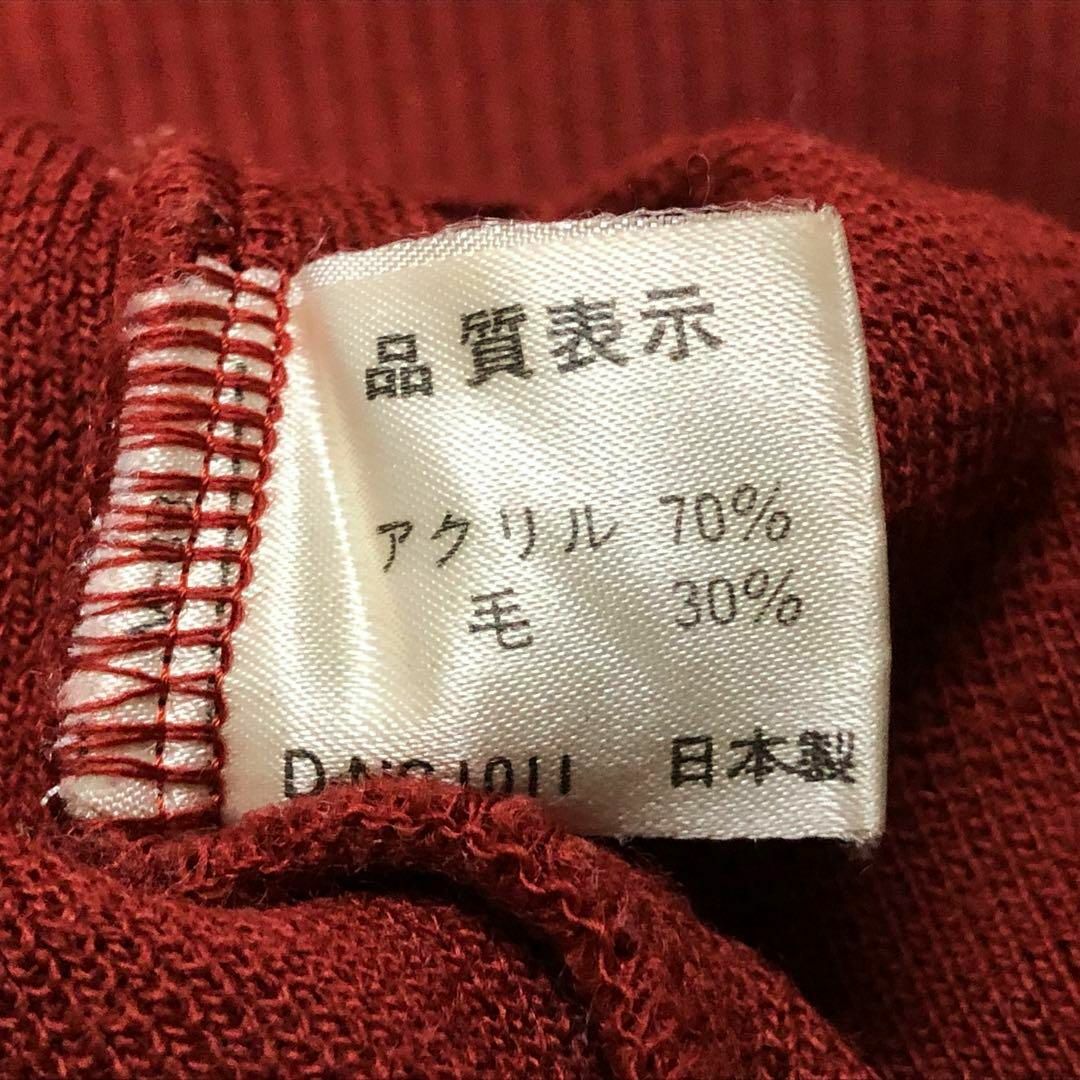 品質表示
アクリル 70%
毛 30%
日本製